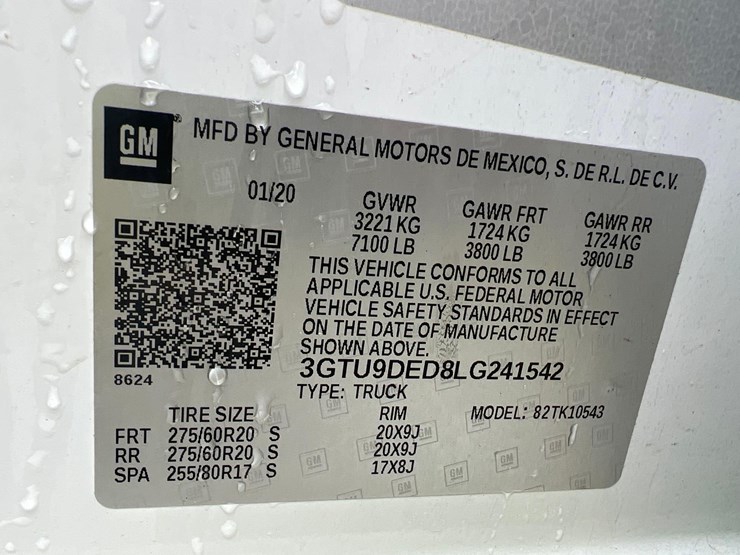 GM
MFD BY GENERAL MOTORS DE MEXICO, S. DE R.L. DE C.V.
01/20
GVWR GAWR FRT GAWR RR
3221 KG 1724 KG 1724 KG
7100 LB 3800 LB 3800 LB
THIS VEHICLE CONFORMS TO ALL
APPLICABLE U.S. FEDERAL MOTOR
VEHICLE SAFETY STANDARDS IN EFFECT
ON THE DATE OF MANUFACTURE
SHOWN ABOVE.
8624
3GTU9DED8LG241542
TYPE: TRUCK
MODEL: 82TK10543
TIRE SIZE RIM
FRT 275/60R20 S 20X9J
RR 275/60R20 S 20X9J
SPA 255/80R17 S 17X8J